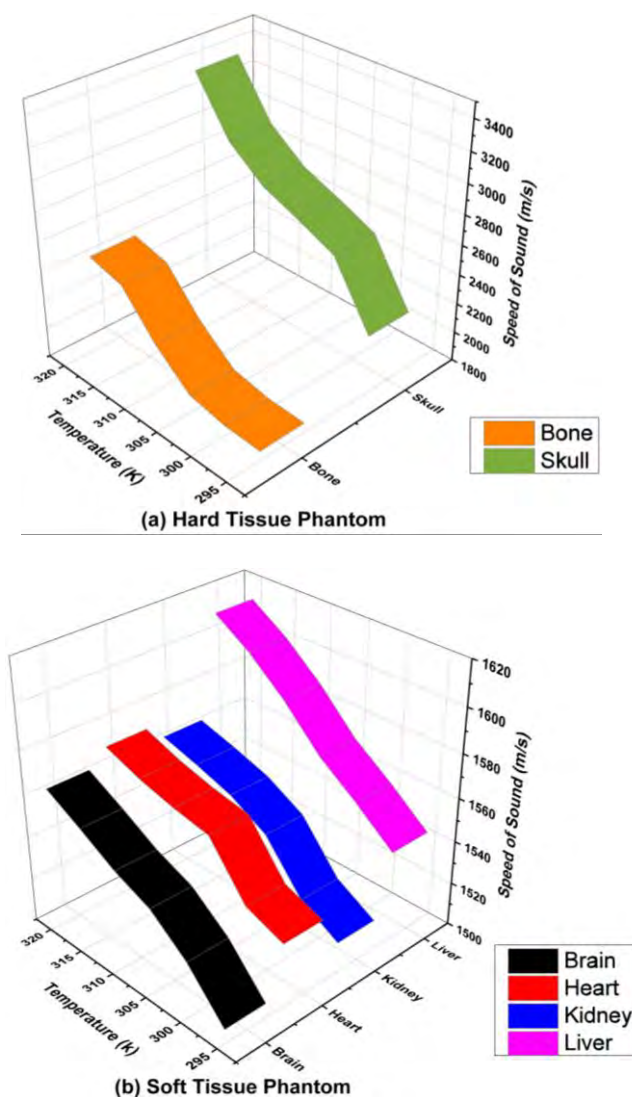 3400
3200
3000
2800
2600
2400
2200
2000
1800
Speed of Sound (m/s)
320
315
310
305
300
295
Temperature (K)
Bone
Skull
Bone
Skull
(a) Hard Tissue Phantom
1620
1600
1580
1560
1540
1520
1500
Speed of Sound (m/s)
320
315
310
305
300
295
Temperature (K)
Brain
Heart
Kidney
Liver
Brain
Heart
Kidney
Liver
(b) Soft Tissue Phantom